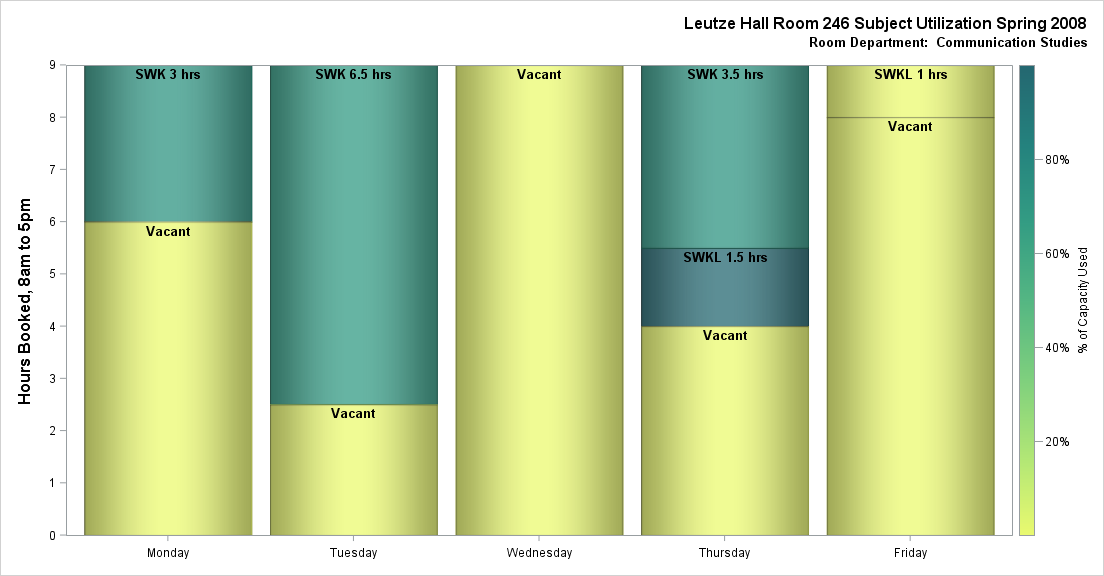 Leutze Hall Room 246 Subject Utilization Spring 2008
Room Department:  Communication Studies
Hours Booked, 8am to 5pm
9
8
7
6
5
4
3
2
1
0
SWK 3 hrs
Vacant
SWK 6.5 hrs
Vacant
Vacant
SWK 3.5 hrs
SWKL 1.5 hrs
Vacant
SWKL 1 hrs
Vacant
Monday
Tuesday
Wednesday
Thursday
Friday
80%
60%
40%
20%
% of Capacity Used